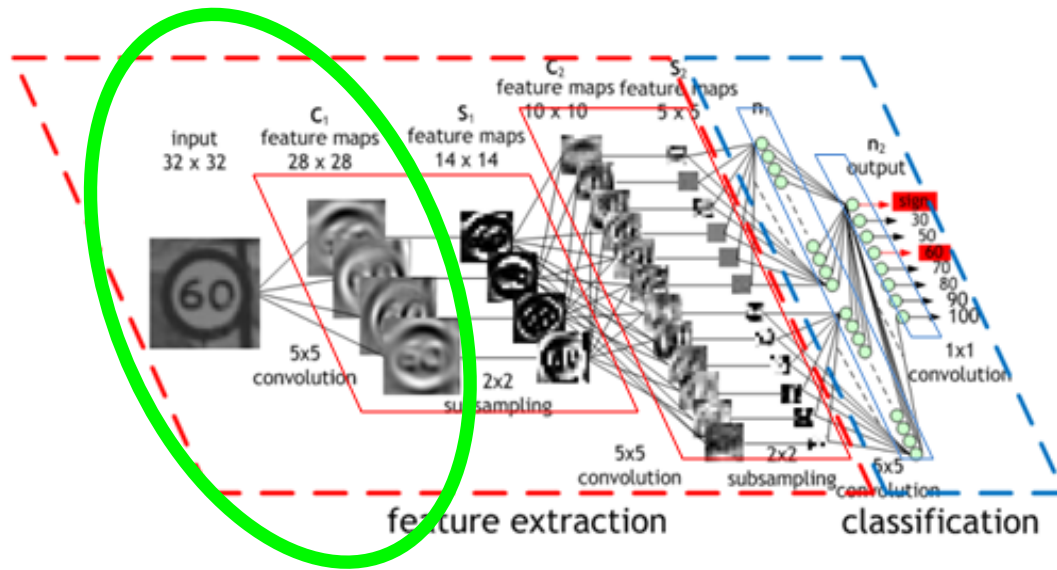 input
32 x 32
C1
feature maps
28 x 28
S1
feature maps
14 x 14
C2
feature maps
10 x 10
S2
feature maps
5 x 5
n1
n2
output
sign
30
50
60
70
80
90
100
60
5x5
convolution
2x2
subsampling
5x5
convolution
2x2
subsampling
5x5
convolution
1x1
convolution
feature extraction
classification